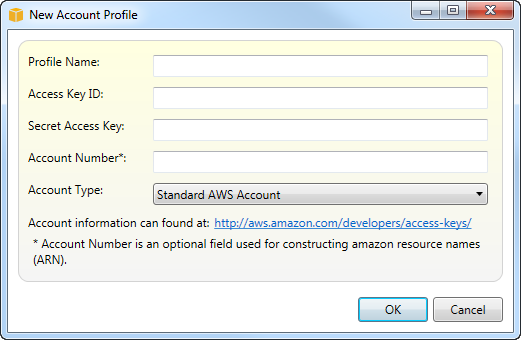 New Account Profile
Profile Name:
Access Key ID:
Secret Access Key:
Account Number*:
Account Type: Standard AWS Account
Account information can found at: http://aws.amazon.com/developers/access-keys/
* Account Number is an optional field used for constructing amazon resource names
(ARN).
OK Cancel